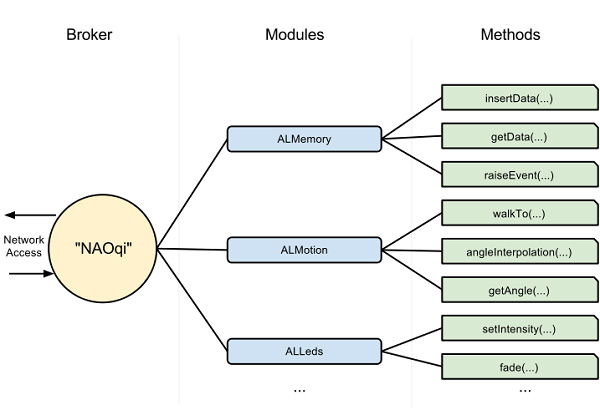 Broker
Modules
Methods
insertData(...)
ALMemory
getData(...)
raiseEvent(...)
walkTo(...)
Network
Access
"NAOqi"
ALMotion
angleInterpolation(...)
getAngle(...)
setIntensity(...)
ALLeds
fade(...)
...
...